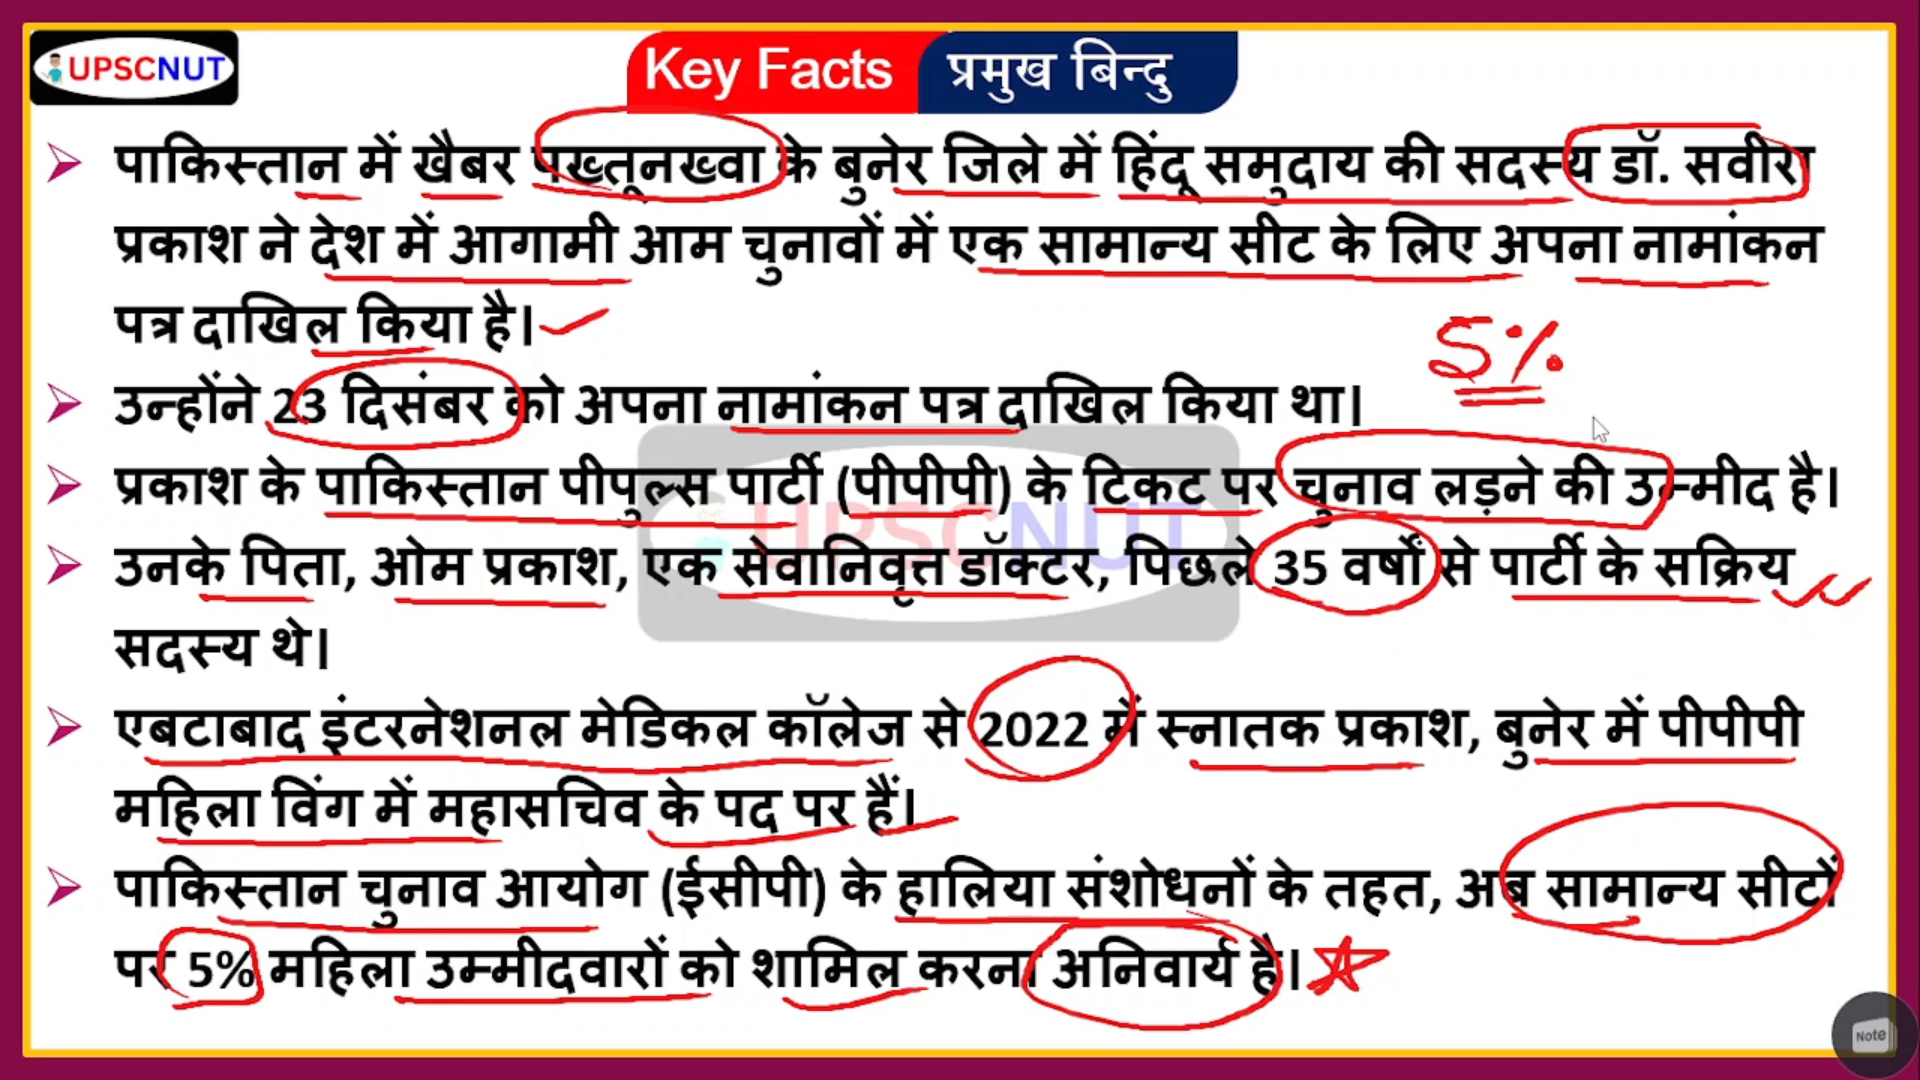 UPSCNUT
Key Facts प्रमुख बिन्दु
पाकिस्तान में खैबर पख्तूनख्वा के बुनेर जिले में हिंदू समुदाय की सदस्य डॉ. सवीरा
प्रकाश ने देश में आगामी आम चुनावों में एक सामान्य सीट के लिए अपना नामांकन
पत्र दाखिल किया है।
5%
उन्होंने 23 दिसंबर को अपना नामांकन पत्र दाखिल किया था।
प्रकाश के पाकिस्तान पीपुल्स पार्टी (पीपीपी) के टिकट पर चुनाव लड़ने की उम्मीद है।
UPSCNUT
उनके पिता, ओम प्रकाश, एक सेवानिवृत्त डॉक्टर, पिछले 35 वर्षों से पार्टी के सक्रिय
सदस्य थे।
एबटाबाद इंटरनेशनल मेडिकल कॉलेज से 2022 में स्नातक प्रकाश, बुनेर में पीपीपी
महिला विंग में महासचिव के पद पर हैं।
पाकिस्तान चुनाव आयोग (ईसीपी) के हालिया संशोधनों के तहत, अब सामान्य सीटों
पर 5% महिला उम्मीदवारों को शामिल करना अनिवार्य है।
Note